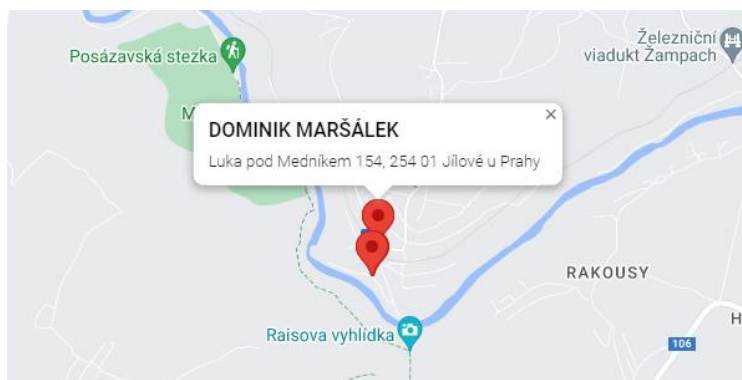 Železniční
viadukt Žampach
Posázavská stezka
M
DOMINIK MARŠÁLEK
Luka pod Medníkem 154, 254 01 Jílové u Prahy
RAKOUSY
Raisova vyhlídka
106
H